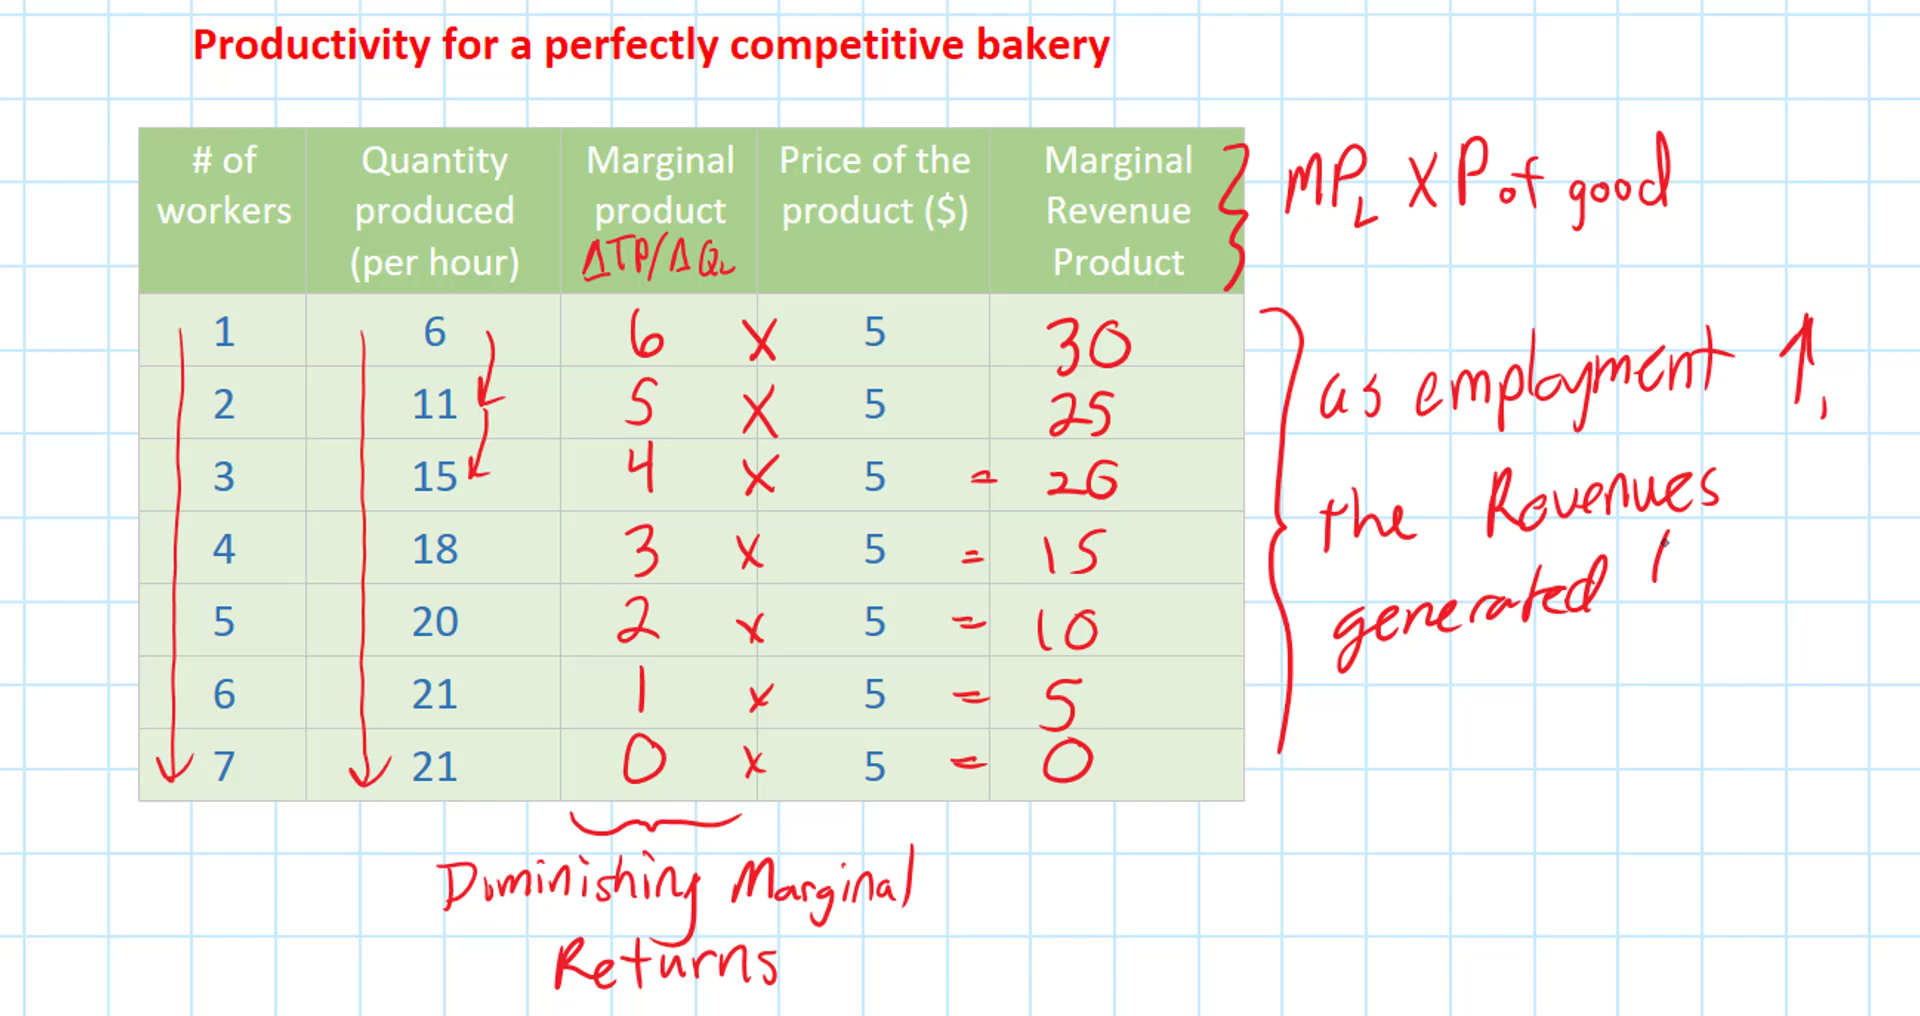 Productivity for a perfectly competitive bakery
# of workers | Quantity produced (per hour) | Marginal product ΔTP/ΔQL | Price of the product ($) | Marginal Revenue Product
MPL X P of good
1 6 6 X 5 30
2 11 5 X 5 25
3 15 4 X 5 = 20
4 18 3 X 5 = 15
5 20 2 x 5 = 10
6 21 1 x 5 = 5
7 21 0 x 5 = 0
as employment ↑,
the Revenues
generated
Diminishing Marginal
Returns